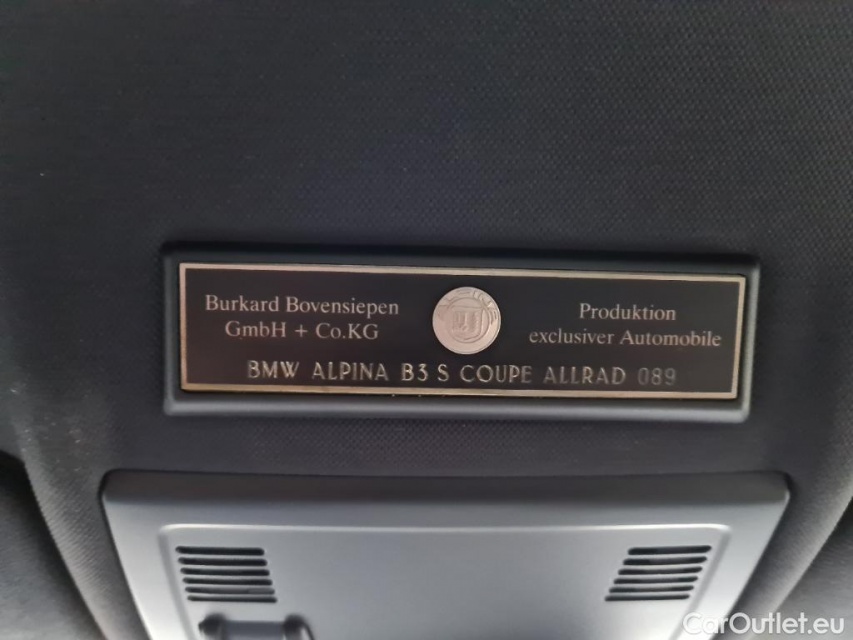 Burkard Bovensiepen
GmbH + Co.KG
Produktion
exclusiver Automobile
BMW ALPINA B3 S COUPE ALLRAD 089
CarOutlet.eu